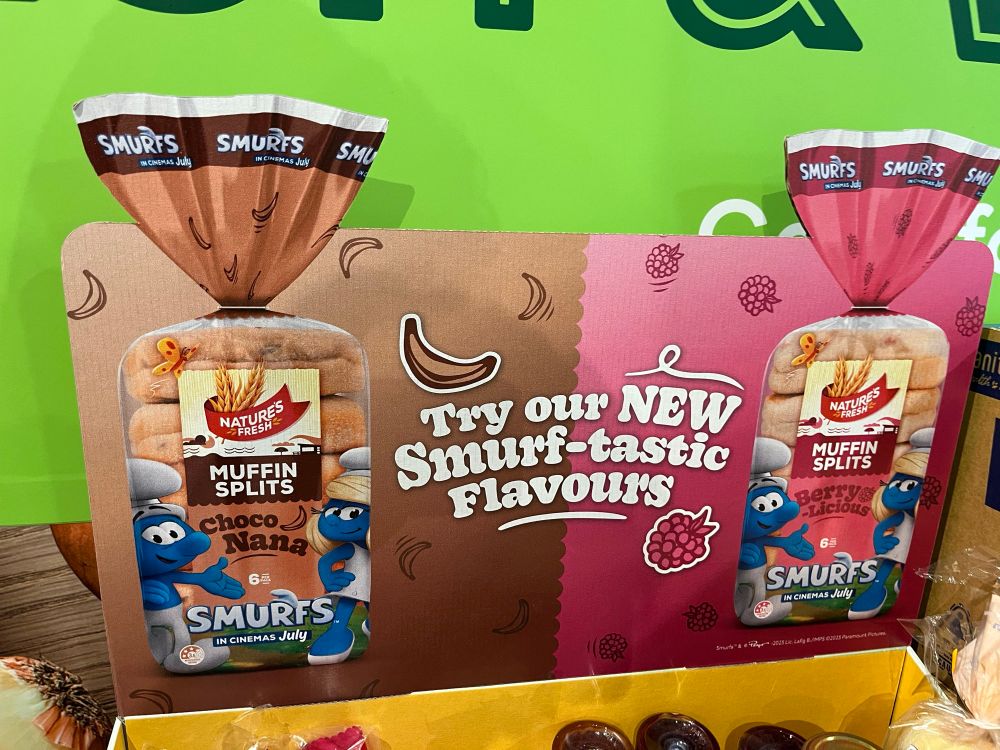 SMURFS
IN CINEMAS July
SMURFS
IN CINEMAS July
SMU
IN C
SMURFS
IN CINEMAS July
SMURFS
IN CINEMAS July
SMU
NATURE'S
FRESH
MUFFIN
SPLITS
Choco
Nana
6
SMURFS
IN CINEMAS July
Try our NEW
Smurf-tastic
Flavours
NATURE'S
FRESH
MUFFIN
SPLITS
Berry
-Licious
6
SMURFS
IN CINEMAS July